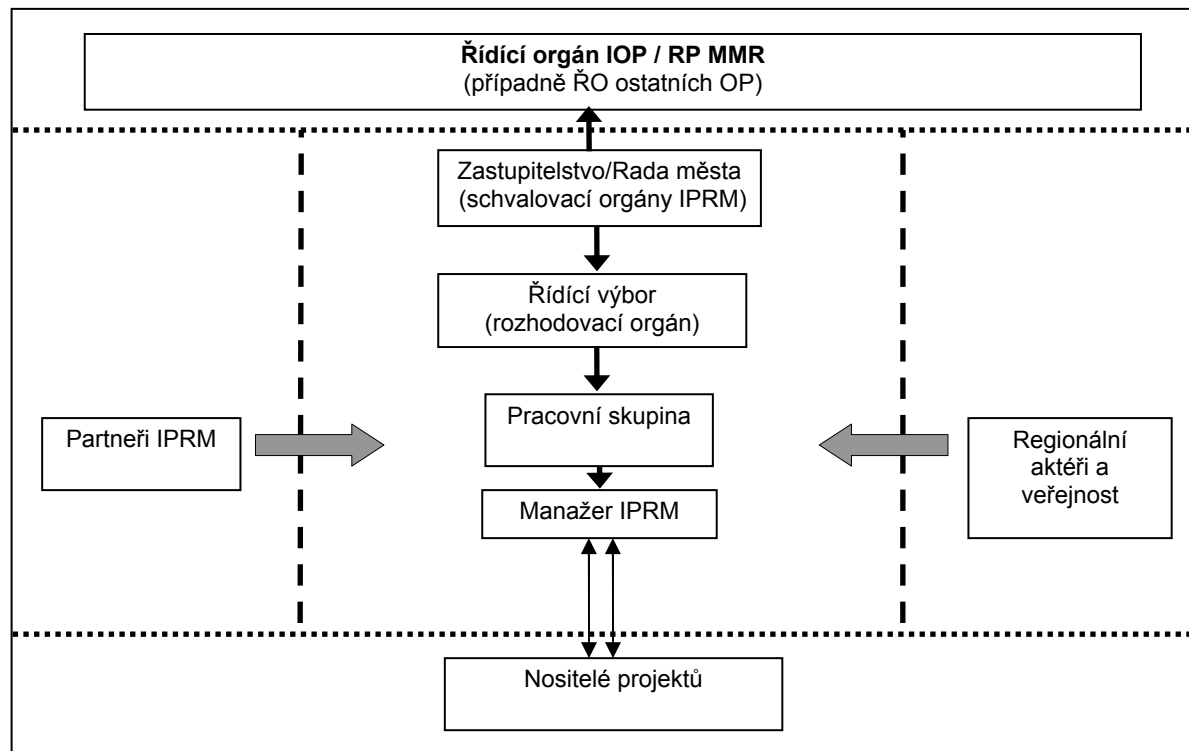 Řídící orgán IOP / RP MMR
(případně ŘO ostatních OP)
Zastupitelstvo/Rada města
(schvalovací orgány IPRM)
Řídící výbor
(rozhodovací orgán)
Pracovní skupina
Partneři IPRM
Regionální
aktéři a
veřejnost
Manažer IPRM
Nositelé projektů